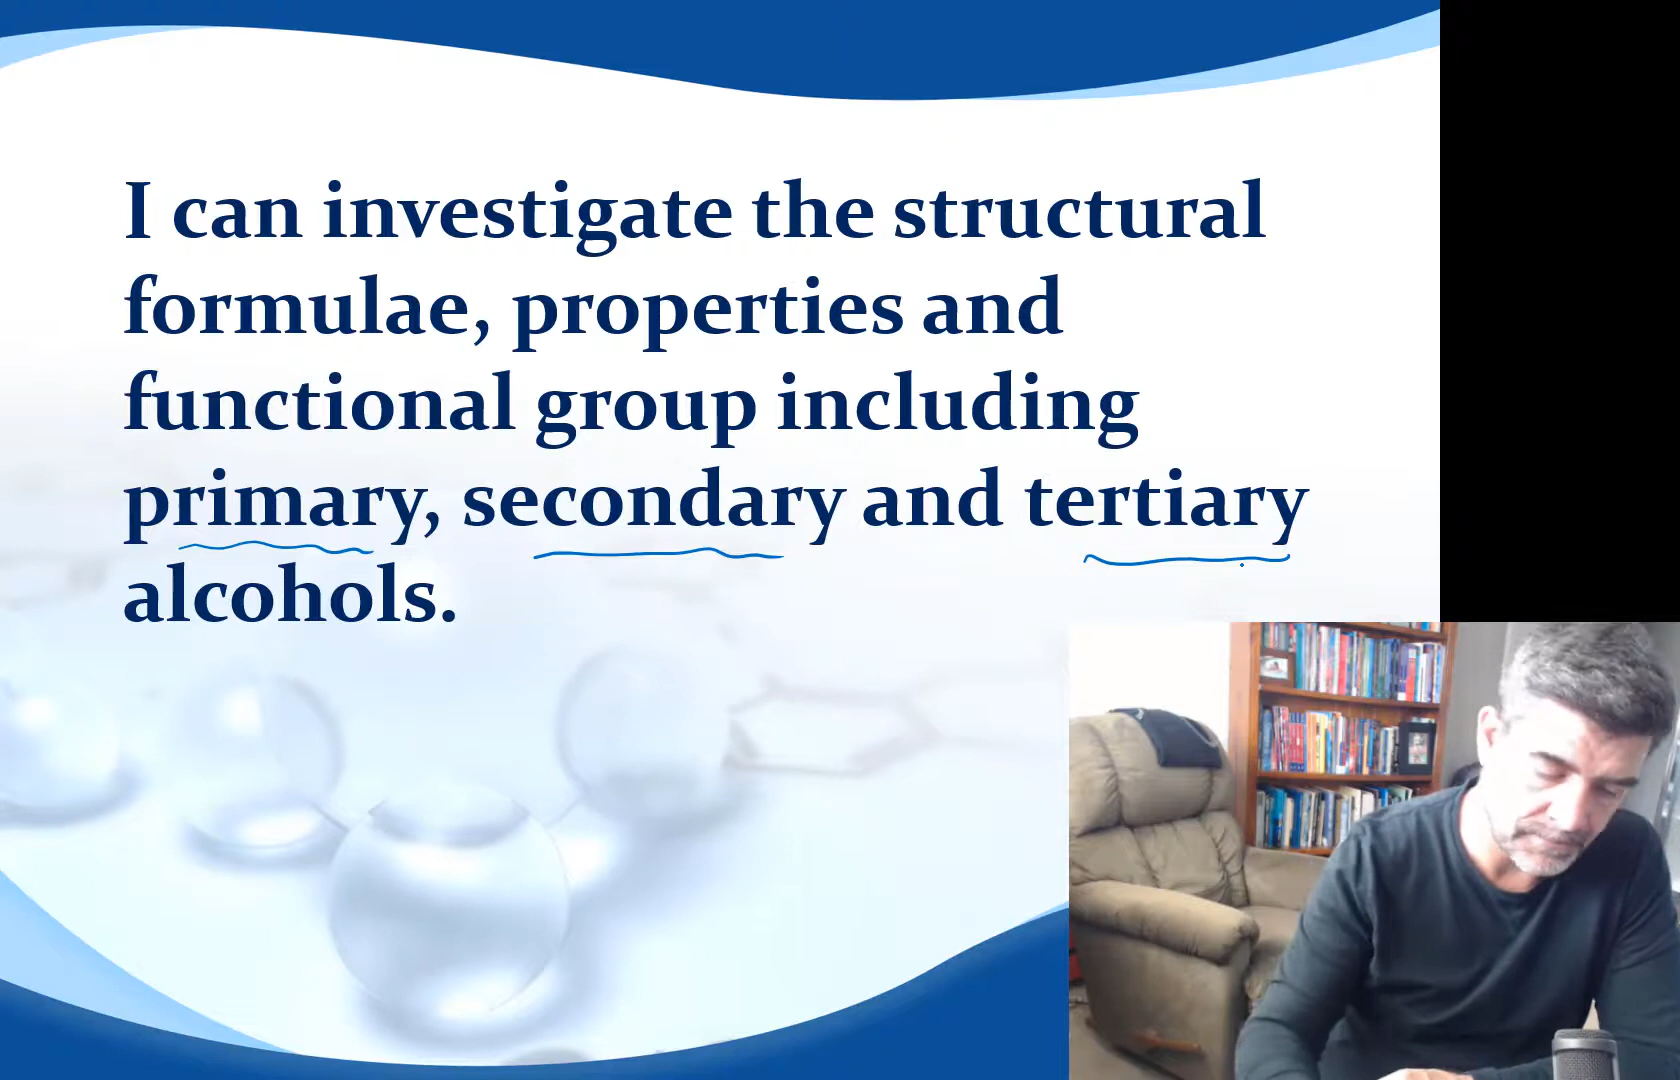 I can investigate the structural
formulae, properties and
functional group including
primary, secondary and tertiary
alcohols.